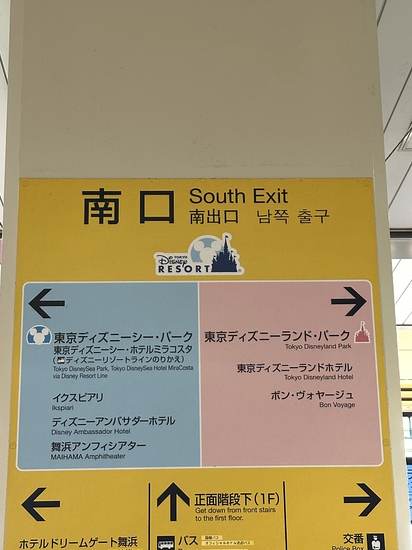 南口 South Exit
南出口 남쪽 출구
TOKYO
Disney
RESORT
東京ディズニーシー・パーク
東京ディズニーシー・ホテルミラコスタ
(ディズニーリゾートラインのりかえ)
Tokyo DisneySea Park, Tokyo DisneySea Hotel MiraCosta
via Disney Resort Line
イクスピアリ
Ikspiari
ディズニーアンバサダーホテル
Disney Ambassador Hotel
舞浜アンフィシアター
MAIHAMA Amphitheater
東京ディズニーランド・パーク
Tokyo Disneyland Park
東京ディズニーランドホテル
Tokyo Disneyland Hotel
ボン・ヴォヤージュ
Bon Voyage
ホテルドリームゲート舞浜
正面階段下(1F)
Get down from front stairs
to the first floor.
バス
交番
Police Box